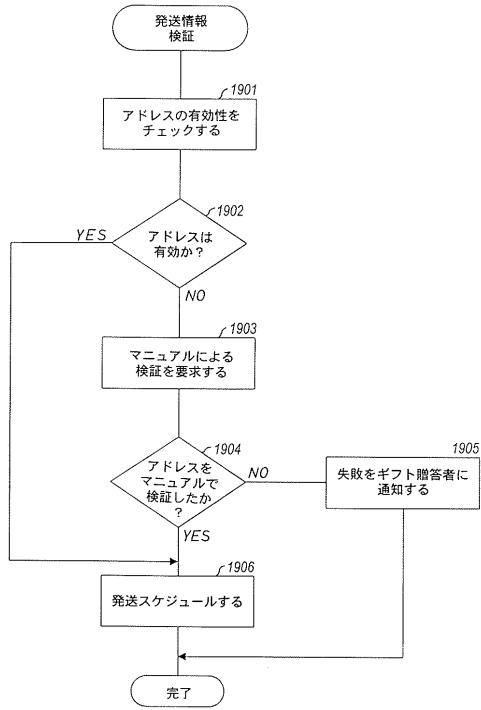 発送情報
検証
1901
アドレスの有効性を
チェックする
1902
アドレスは
有効か？
YES
NO
1903
マニュアルによる
検証を要求する
1904
アドレスを
マニュアルで
検証したか
？
NO
YES
1905
失敗をギフト贈答者に
通知する
1906
発送スケジュールする
完了